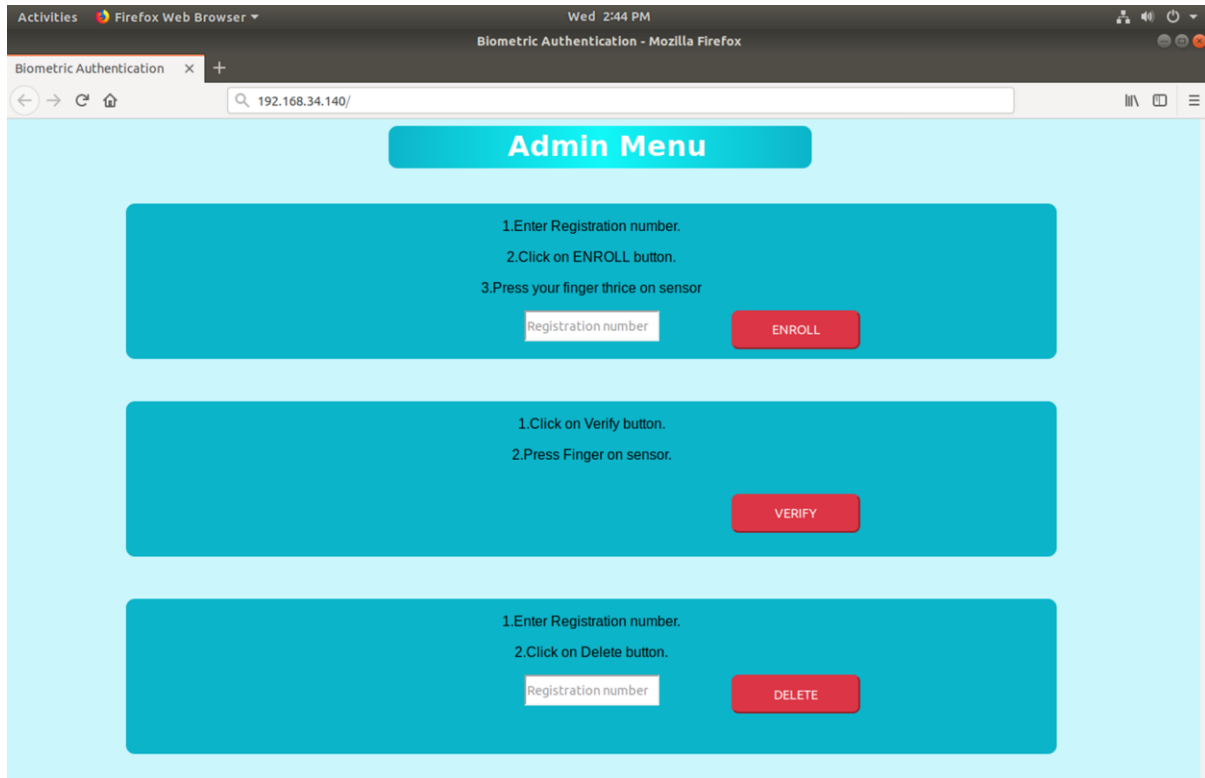 Activities Firefox Web Browser Wed 2:44 PM
Biometric Authentication - Mozilla Firefox
Biometric Authentication
192.168.34.140/
Admin Menu
1.Enter Registration number.
2.Click on ENROLL button.
3.Press your finger thrice on sensor
Registration number ENROLL
1.Click on Verify button.
2.Press Finger on sensor.
VERIFY
1.Enter Registration number.
2.Click on Delete button.
Registration number DELETE